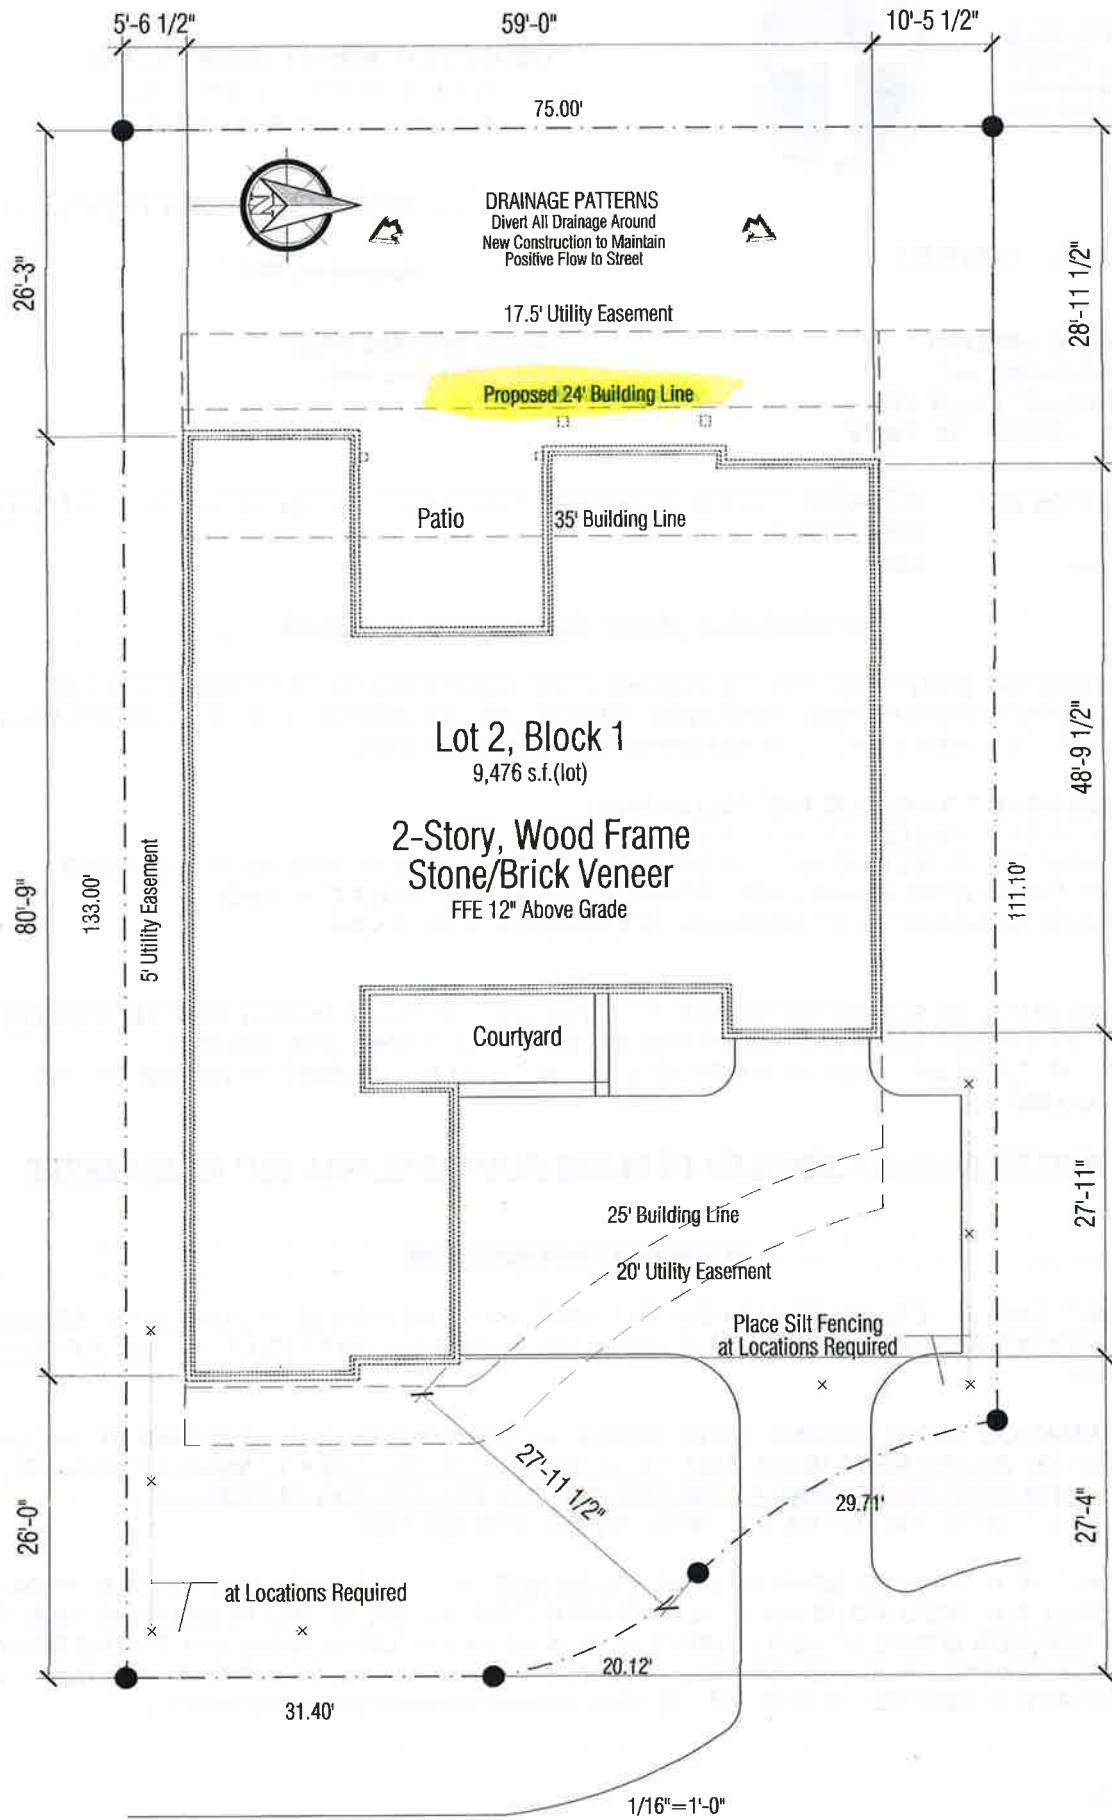 5'-6 1/2"
59'-0"
10'-5 1/2"
75.00'
N
DRAINAGE PATTERNS
Divert All Drainage Around
New Construction to Maintain
Positive Flow to Street
26'-3"
28'-11 1/2"
17.5' Utility Easement
Proposed 24' Building Line
Patio
35' Building Line
Lot 2, Block 1
9,476 s.f.(lot)
2-Story, Wood Frame
Stone/Brick Veneer
FFE 12" Above Grade
80'-9"
133.00'
5' Utility Easement
48'-9 1/2"
111.10'
Courtyard
25' Building Line
20' Utility Easement
27'-11"
Place Silt Fencing
at Locations Required
27'-11 1/2"
29.71'
26'-0"
27'-4"
at Locations Required
20.12'
31.40'
1/16"=1'-0"